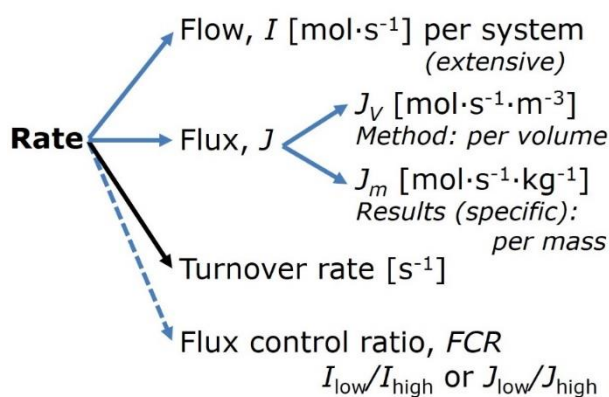 Flow, I [mol·s⁻¹] per system
(extensive)
J_V [mol·s⁻¹·m⁻³]
Rate
Flux, J
Method: per volume
J_m [mol·s⁻¹·kg⁻¹]
Results (specific):
per mass
Turnover rate [s⁻¹]
Flux control ratio, FCR
I_low/I_high or J_low/J_high